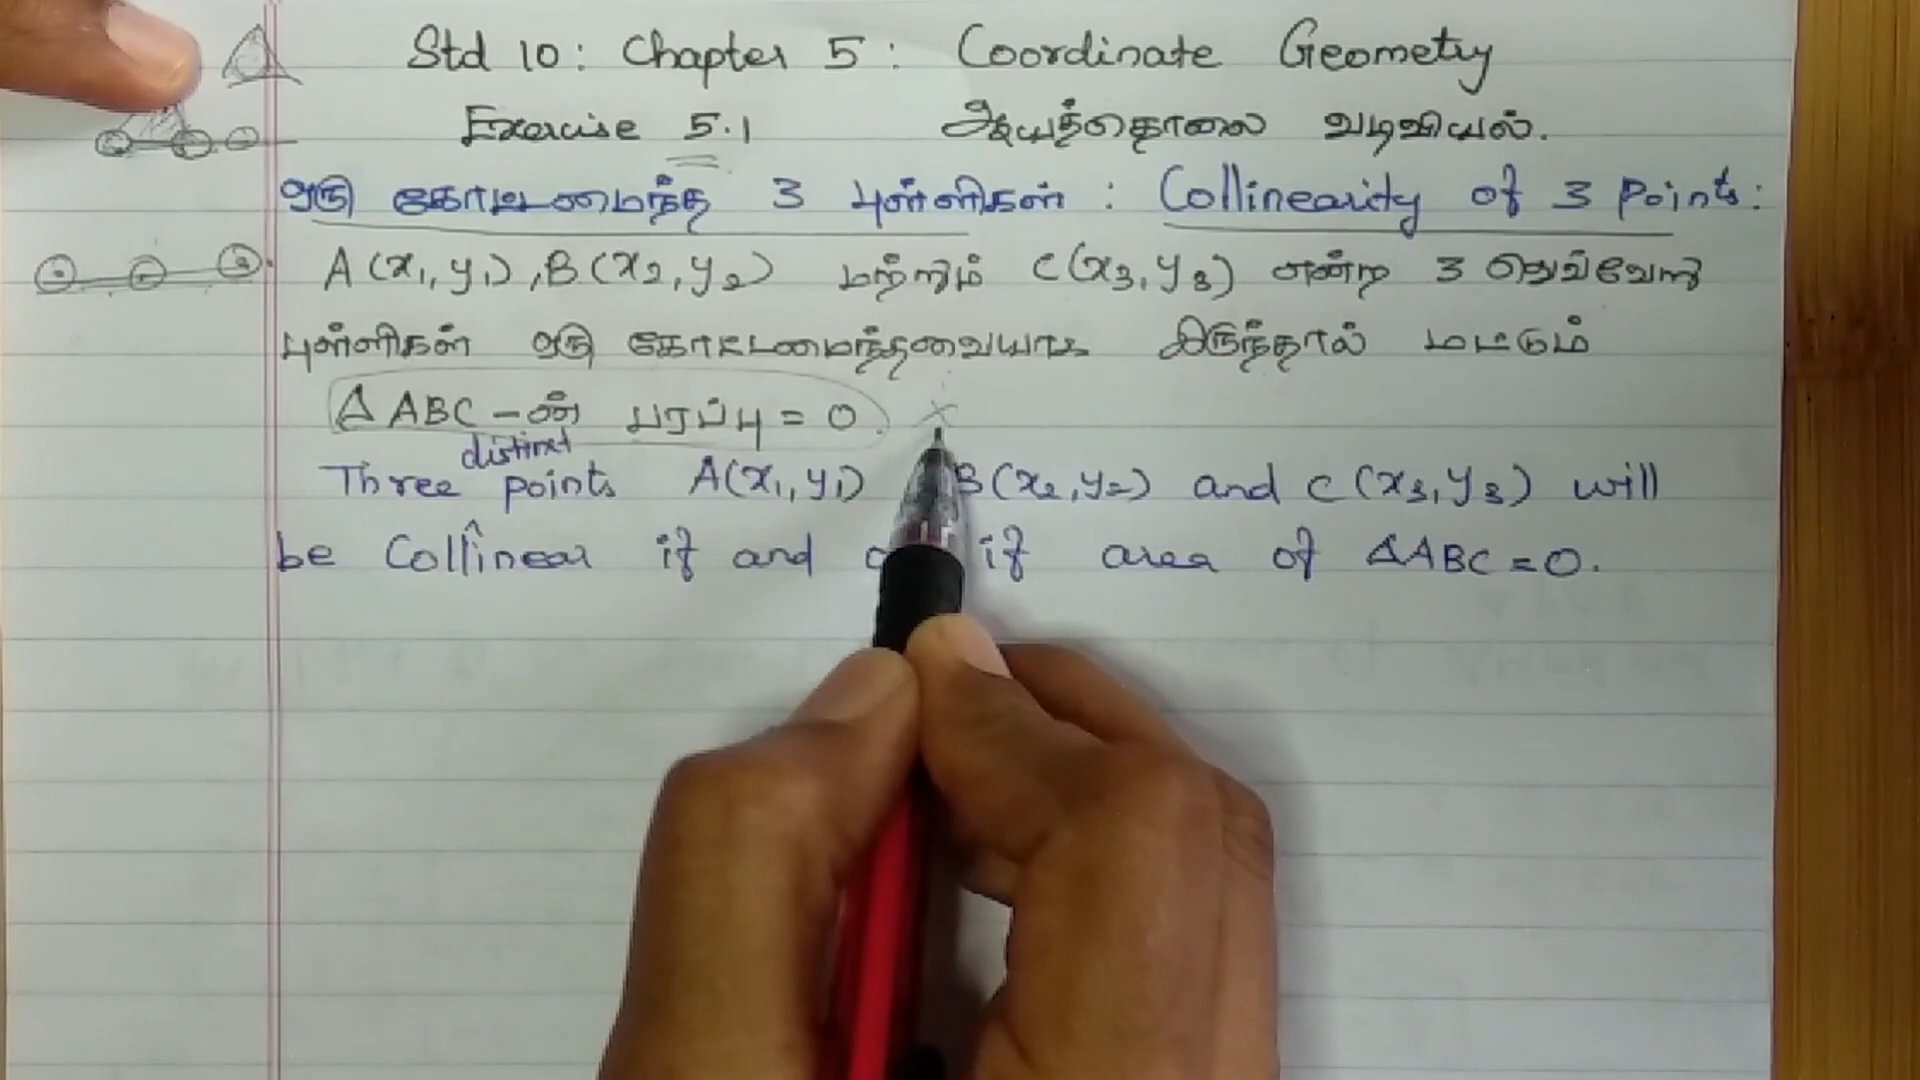 Std 10: Chapter 5: Coordinate Geometry
Exercise 5.1 ஆயத்தொலை வடிவியல்.
ஒரு கோடமைந்த 3 புள்ளிகள் : Collinearity of 3 Points:
A(x₁,y₁), B(x₂,y₂) மற்றும் C(x₃,y₃) என்ற 3 வெவ்வேறு
புள்ளிகள் ஒரு கோடமைந்தவையாக இருந்தால் மட்டும்
Δ ABC - ன் பரப்பு = 0.
distinct
Three points A(x₁,y₁) B(x₂,y₂) and C(x₃,y₃) will
be Collinear if and if area of ΔABC = 0.